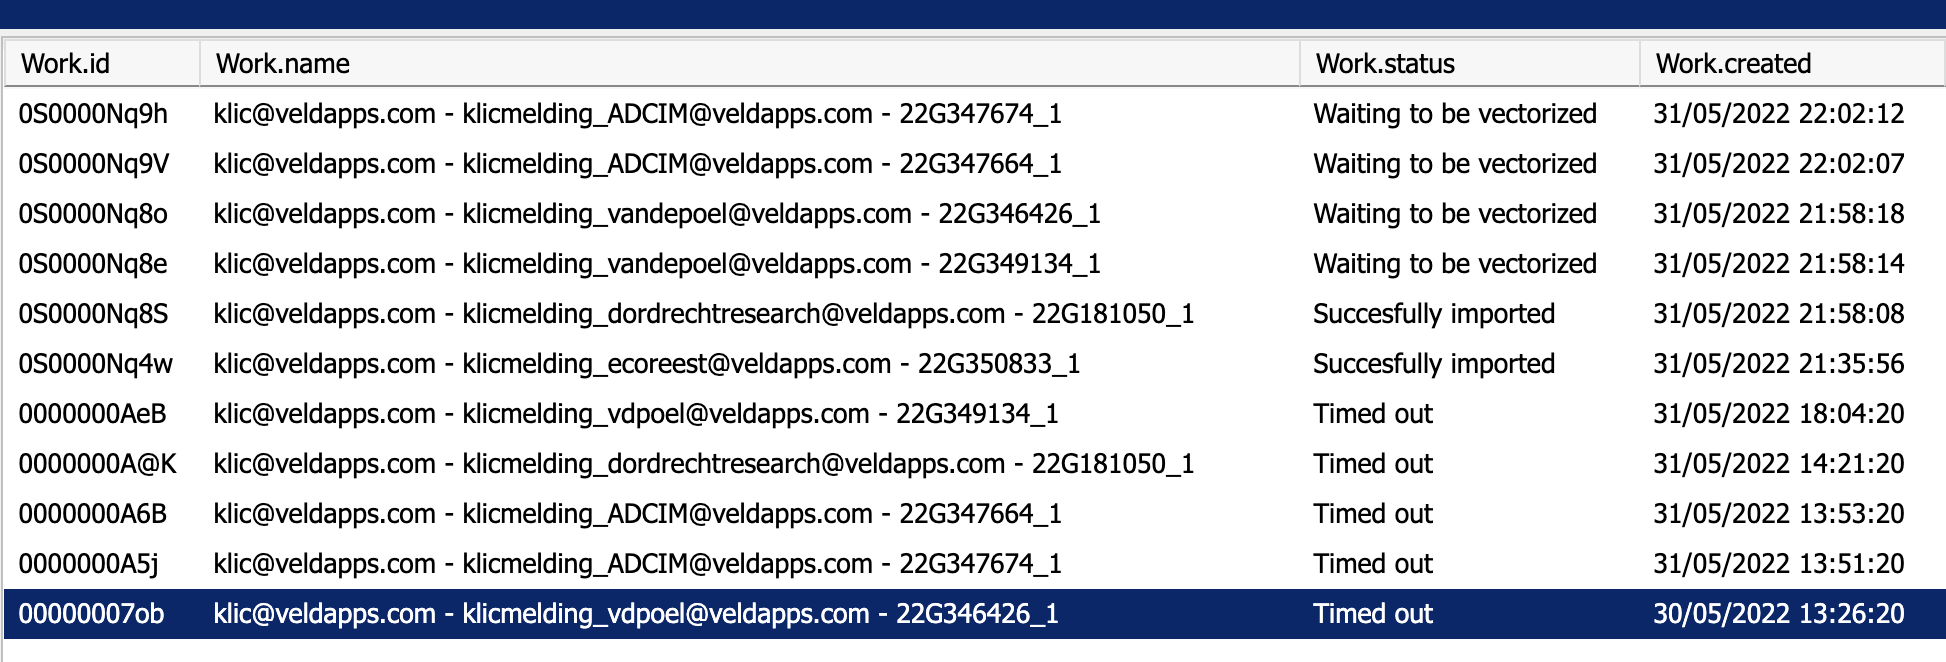 Work.id Work.name Work.status Work.created
0S0000Nq9h klic@veldapps.com - klicmelding_ADCIM@veldapps.com - 22G347674_1 Waiting to be vectorized 31/05/2022 22:02:12
0S0000Nq9V klic@veldapps.com - klicmelding_ADCIM@veldapps.com - 22G347664_1 Waiting to be vectorized 31/05/2022 22:02:07
0S0000Nq8o klic@veldapps.com - klicmelding_vandepoel@veldapps.com - 22G346426_1 Waiting to be vectorized 31/05/2022 21:58:18
0S0000Nq8e klic@veldapps.com - klicmelding_vandepoel@veldapps.com - 22G349134_1 Waiting to be vectorized 31/05/2022 21:58:14
0S0000Nq8S klic@veldapps.com - klicmelding_dordrechtresearch@veldapps.com - 22G181050_1 Succesfully imported 31/05/2022 21:58:08
0S0000Nq4w klic@veldapps.com - klicmelding_ecoreest@veldapps.com - 22G350833_1 Succesfully imported 31/05/2022 21:35:56
0000000AeB klic@veldapps.com - klicmelding_vdpoel@veldapps.com - 22G349134_1 Timed out 31/05/2022 18:04:20
0000000A@K klic@veldapps.com - klicmelding_dordrechtresearch@veldapps.com - 22G181050_1 Timed out 31/05/2022 14:21:20
0000000A6B klic@veldapps.com - klicmelding_ADCIM@veldapps.com - 22G347664_1 Timed out 31/05/2022 13:53:20
0000000A5j klic@veldapps.com - klicmelding_ADCIM@veldapps.com - 22G347674_1 Timed out 31/05/2022 13:51:20
00000007ob klic@veldapps.com - klicmelding_vdpoel@veldapps.com - 22G346426_1 Timed out 30/05/2022 13:26:20